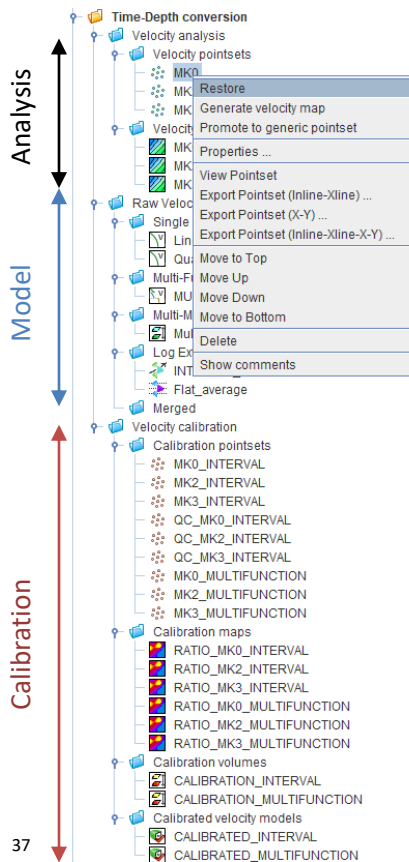 Time-Depth conversion
Velocity analysis
Velocity pointsets
MK0
MK
MK
Velocity
MK
MK
MK
Restore
Generate velocity map
Promote to generic pointset
Properties ...
View Pointset
Export Pointset (Inline-Xline) ...
Export Pointset (X-Y) ...
Export Pointset (Inline-Xline-X-Y) ...
Move to Top
Move Up
Move Down
Move to Bottom
Delete
Show comments
Analysis
Raw Veloc
Single
Lin
Qua
Multi-Fu
MU
Multi-M
Mul
Log Ex
INT
Flat_average
Merged
Model
Velocity calibration
Calibration pointsets
MK0_INTERVAL
MK2_INTERVAL
MK3_INTERVAL
QC_MK0_INTERVAL
QC_MK2_INTERVAL
QC_MK3_INTERVAL
MK0_MULTIFUNCTION
MK2_MULTIFUNCTION
MK3_MULTIFUNCTION
Calibration maps
RATIO_MK0_INTERVAL
RATIO_MK2_INTERVAL
RATIO_MK3_INTERVAL
RATIO_MK0_MULTIFUNCTION
RATIO_MK2_MULTIFUNCTION
RATIO_MK3_MULTIFUNCTION
Calibration volumes
CALIBRATION_INTERVAL
CALIBRATION_MULTIFUNCTION
Calibrated velocity models
CALIBRATED_INTERVAL
CALIBRATED_MULTIFUNCTION
Calibration
37